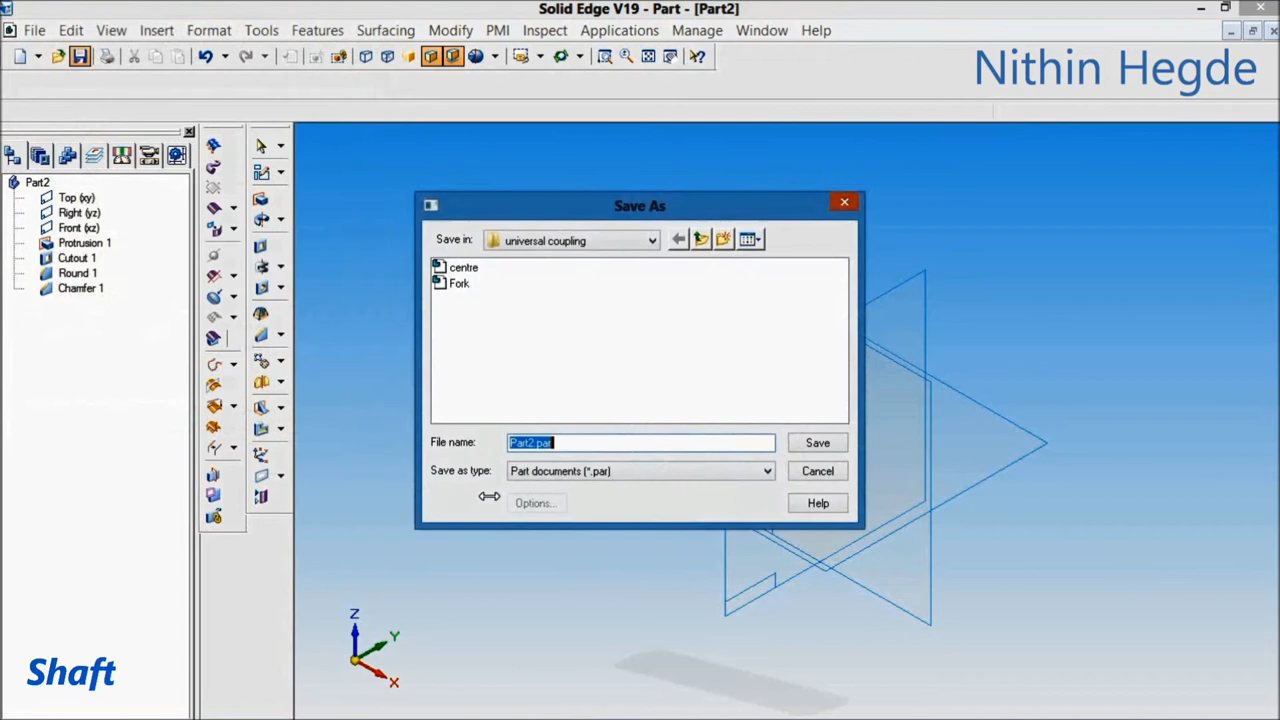 Solid Edge V19 - Part - [Part2]
File Edit View Insert Format Tools Features Surfacing Modify PMI Inspect Applications Manage Window Help
Nithin Hegde
Part2
Top (xy)
Right (yz)
Front (xz)
Protrusion 1
Cutout 1
Round 1
Chamfer 1
Save As
Save in: universal coupling
centre
Fork
File name: Part2.par Save
Save as type: Part documents (*.par) Cancel
Options... Help
Z
Y
X
Shaft